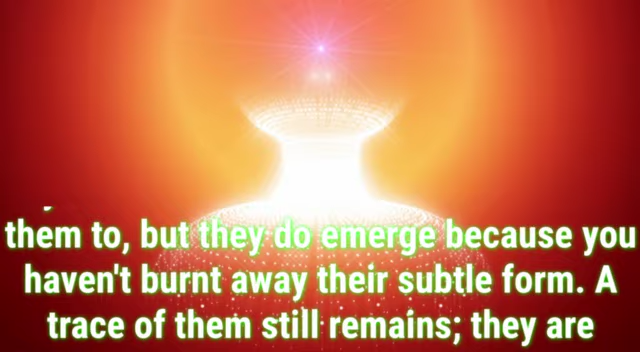 them to, but they do emerge because you
haven't burnt away their subtle form. A
trace of them still remains; they are